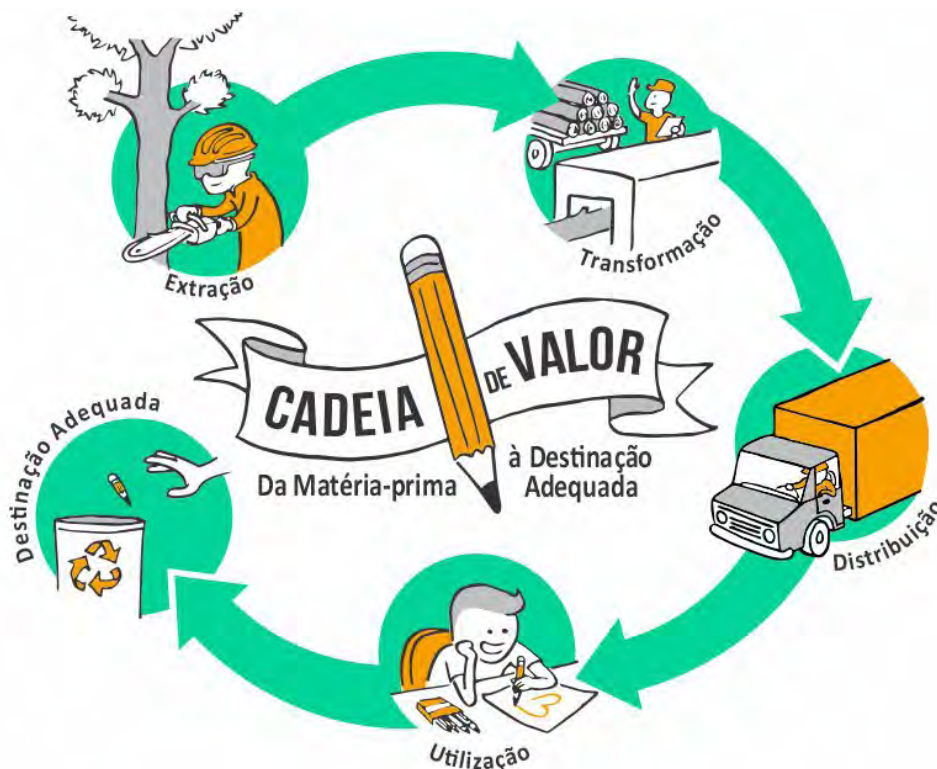 Extração
Transformação
CADEIA DE VALOR
Da Matéria-prima à Destinação
Adequada
Distribuição
Utilização
Destinação Adequada